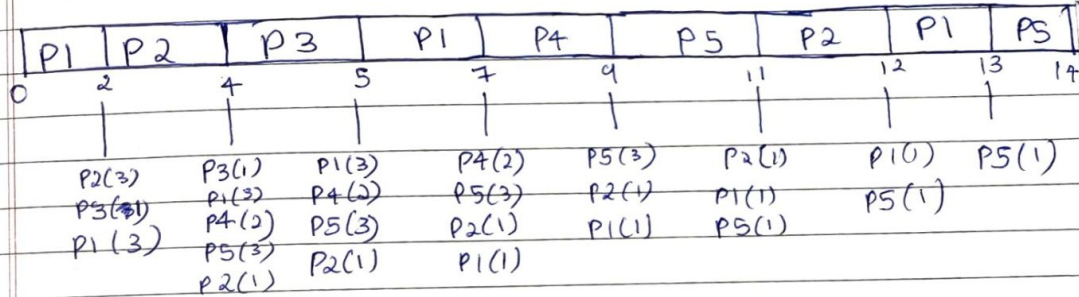 P1 P2 P3 P1 P4 P5 P2 P1 P5
0 2 4 5 7 9 11 12 13 14
P2(3) P3(1) P1(3) P4(2) P5(3) P2(1) P1(1) P5(1)
P3(1) P1(3) P4(2) P5(3) P2(1) P1(1) P5(1)
P1(3) P4(2) P5(3) P2(1) P1(1) P5(1)
P5(3) P2(1) P1(1)
P2(1)